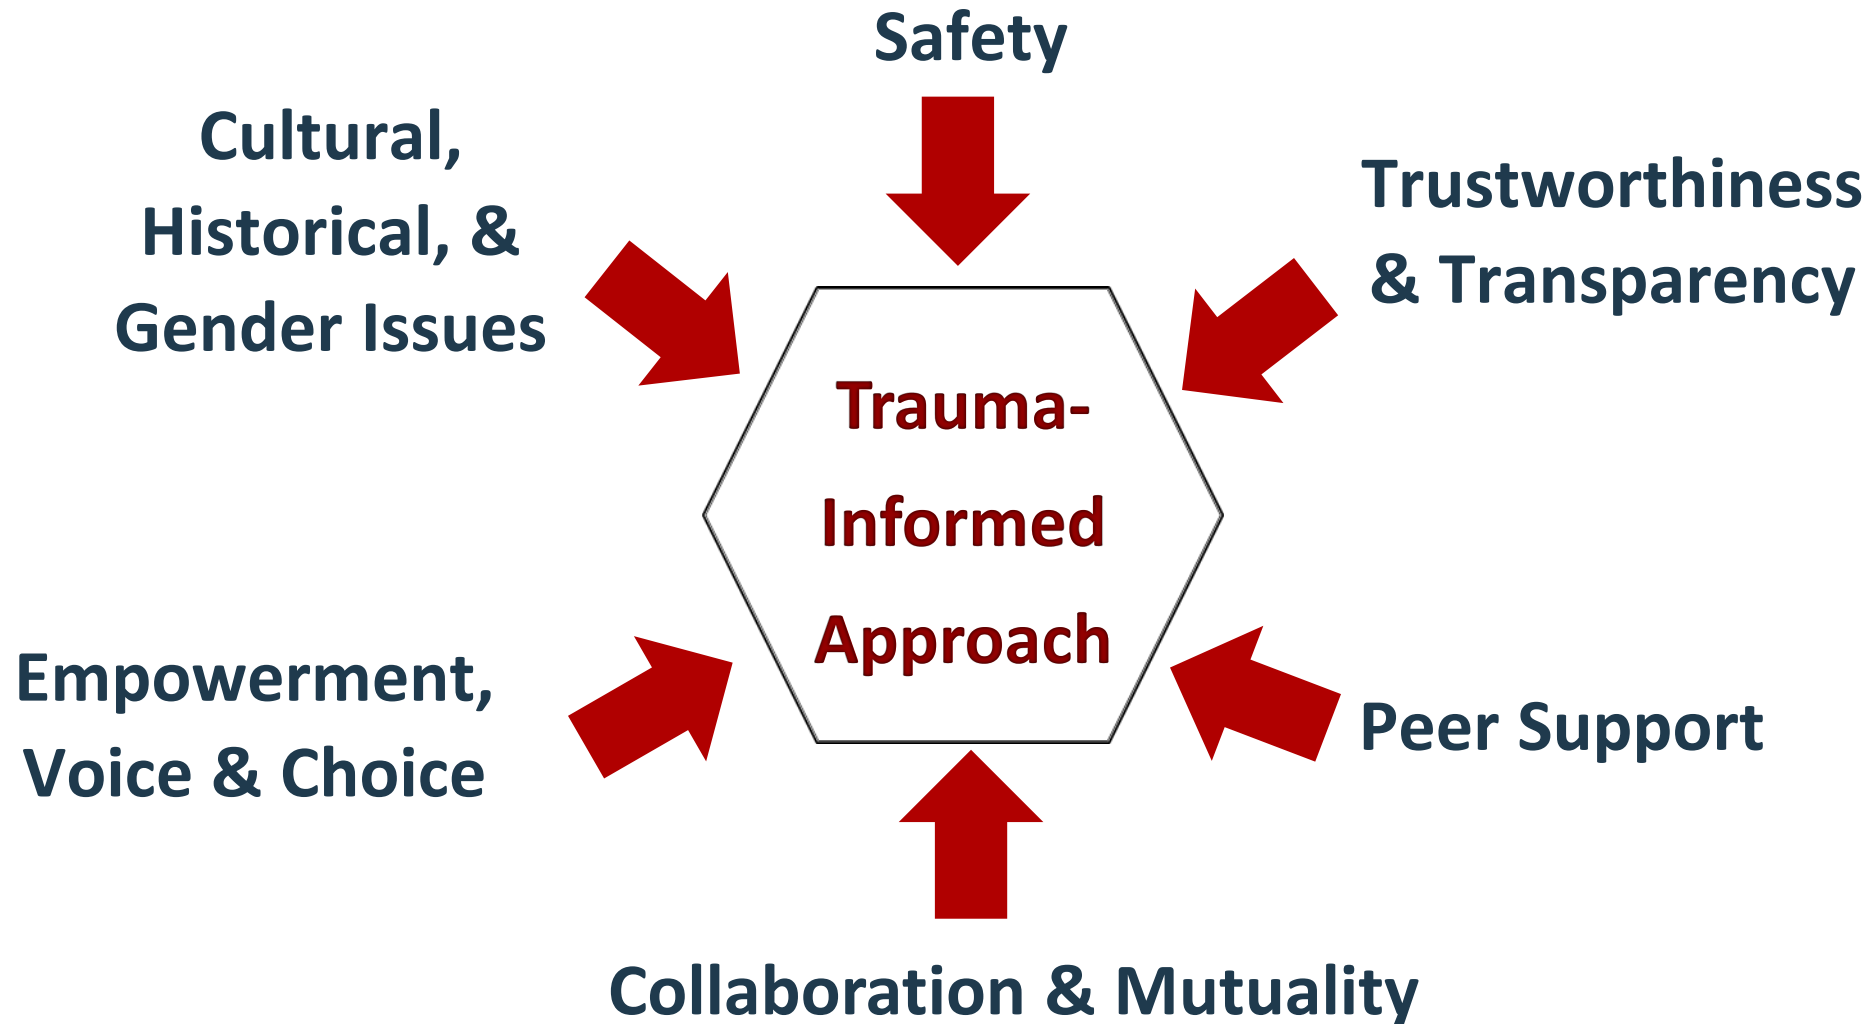 Safety
Cultural,
Historical, &
Gender Issues
Trustworthiness
& Transparency
Trauma-
Informed
Approach
Empowerment,
Voice & Choice
Peer Support
Collaboration & Mutuality